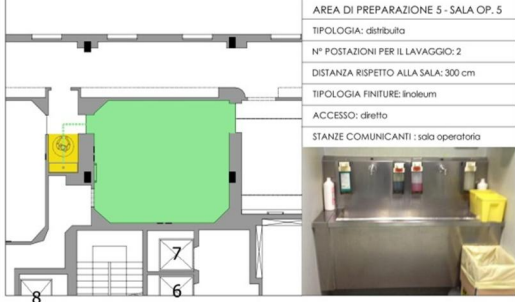 AREA DI PREPARAZIONE 5 - SALA OP. 5
TIPOLOGIA: distribuita
N° POSTAZIONI PER IL LAVAGGIO: 2
DISTANZA RISPETTO ALLA SALA: 300 cm
TIPOLOGIA FINITURE: linoleum
ACCESSO: diretto
STANZE COMUNICANTI : sala operatoria
7
6
8